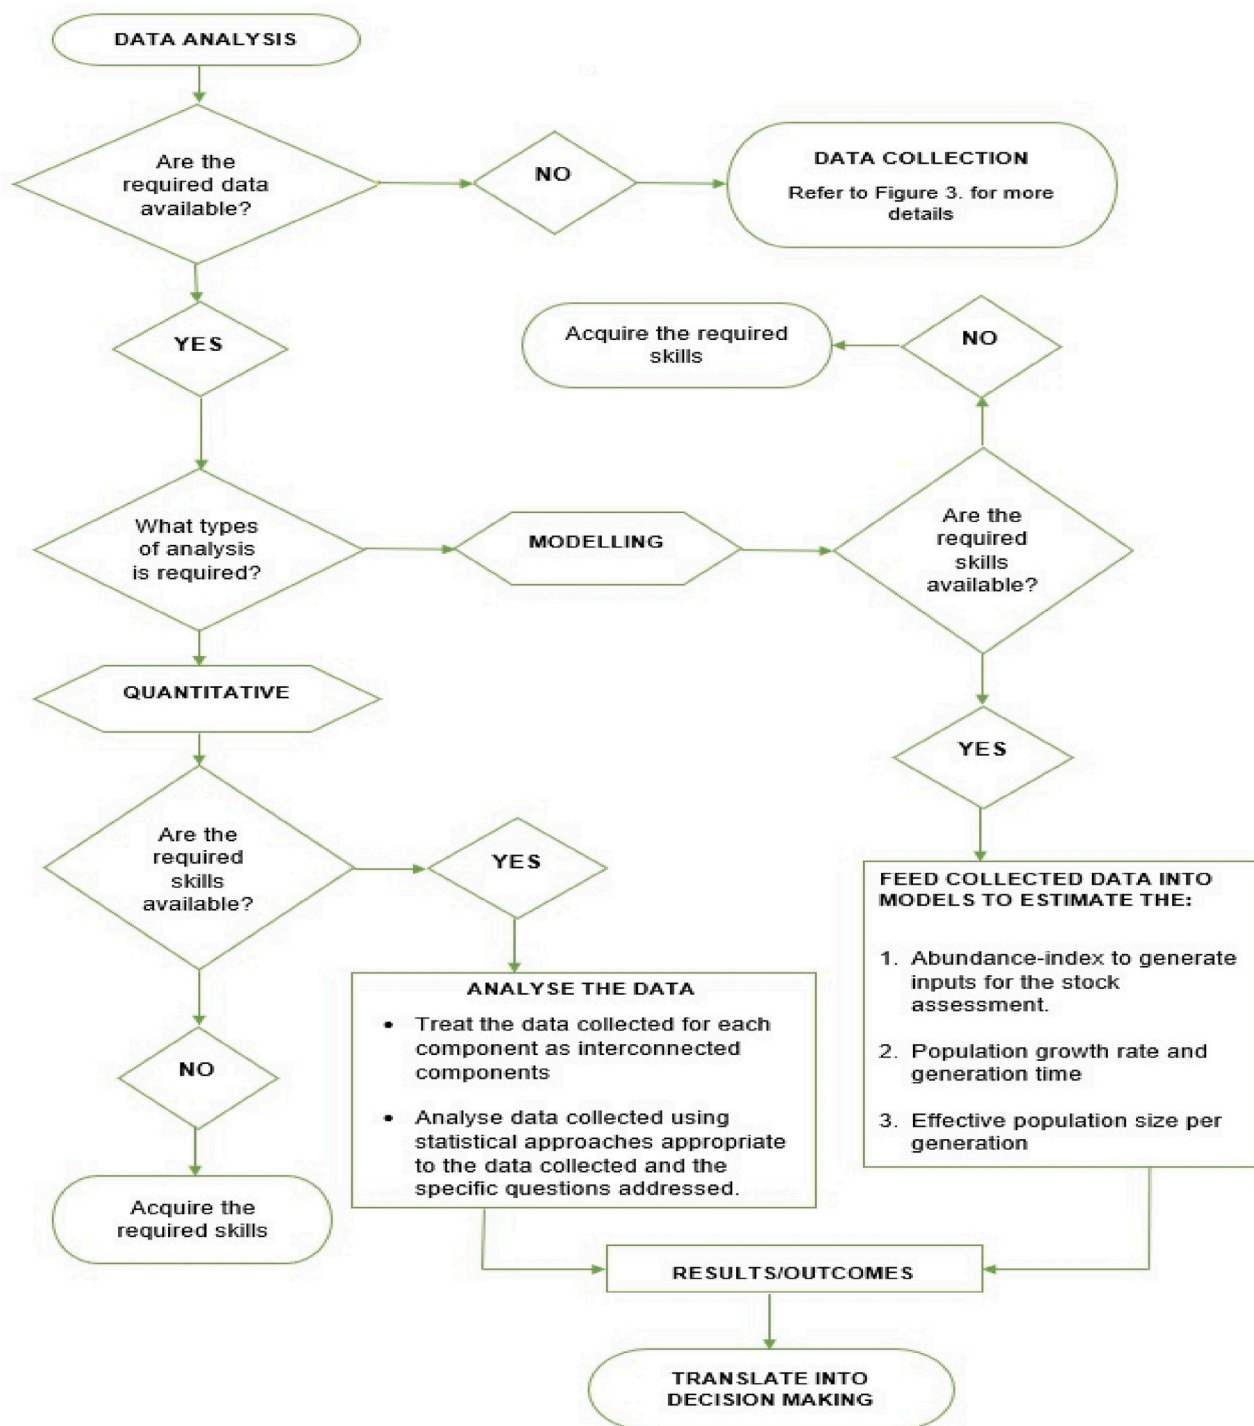 DATA ANALYSIS
Are the
required data
available?
NO
DATA COLLECTION
Refer to Figure 3. for more
details
YES
Acquire the required
skills
NO
What types
of analysis
is required?
MODELLING
Are the
required
skills
available?
QUANTITATIVE
YES
Are the
required
skills
available?
YES
FEED COLLECTED DATA INTO
MODELS TO ESTIMATE THE:
1. Abundance-index to generate
inputs for the stock
assessment.
2. Population growth rate and
generation time
3. Effective population size per
generation
ANALYSE THE DATA
• Treat the data collected for each
component as interconnected
components
• Analyse data collected using
statistical approaches appropriate
to the data collected and the
specific questions addressed.
NO
Acquire the
required skills
RESULTS/OUTCOMES
TRANSLATE INTO
DECISION MAKING